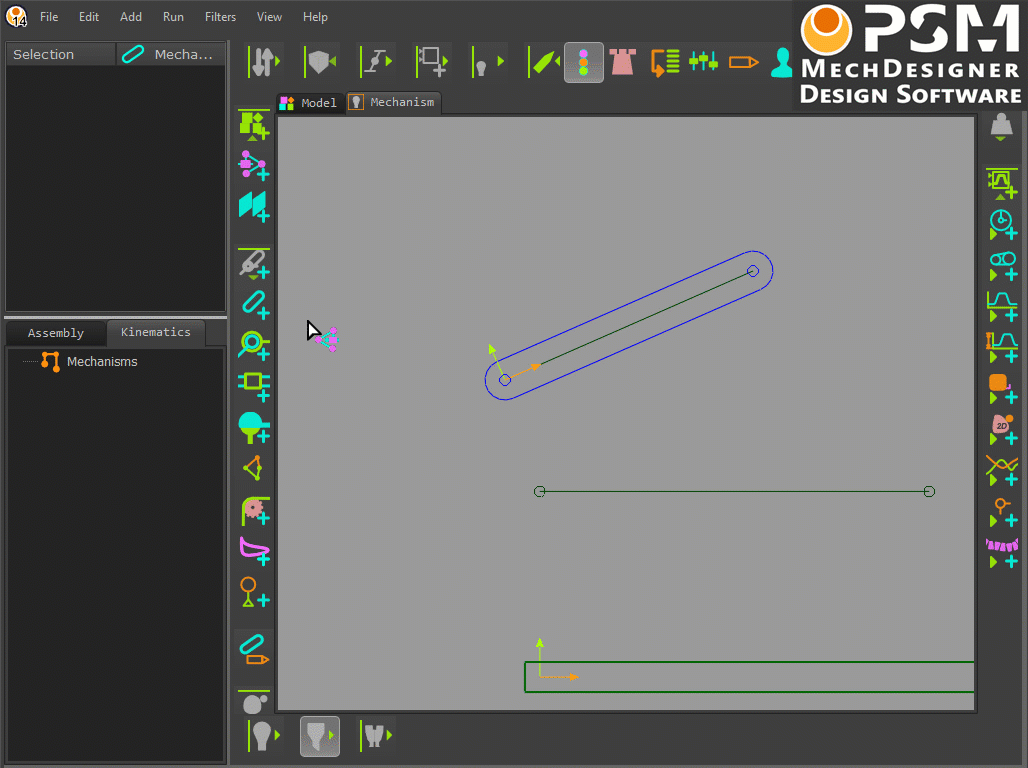 14
File Edit Add Run Filters View Help
PSM
MECHDESIGNER
DESIGN SOFTWARE
Selection Mecha...
Model Mechanism
Assembly Kinematics
Mechanisms
2D